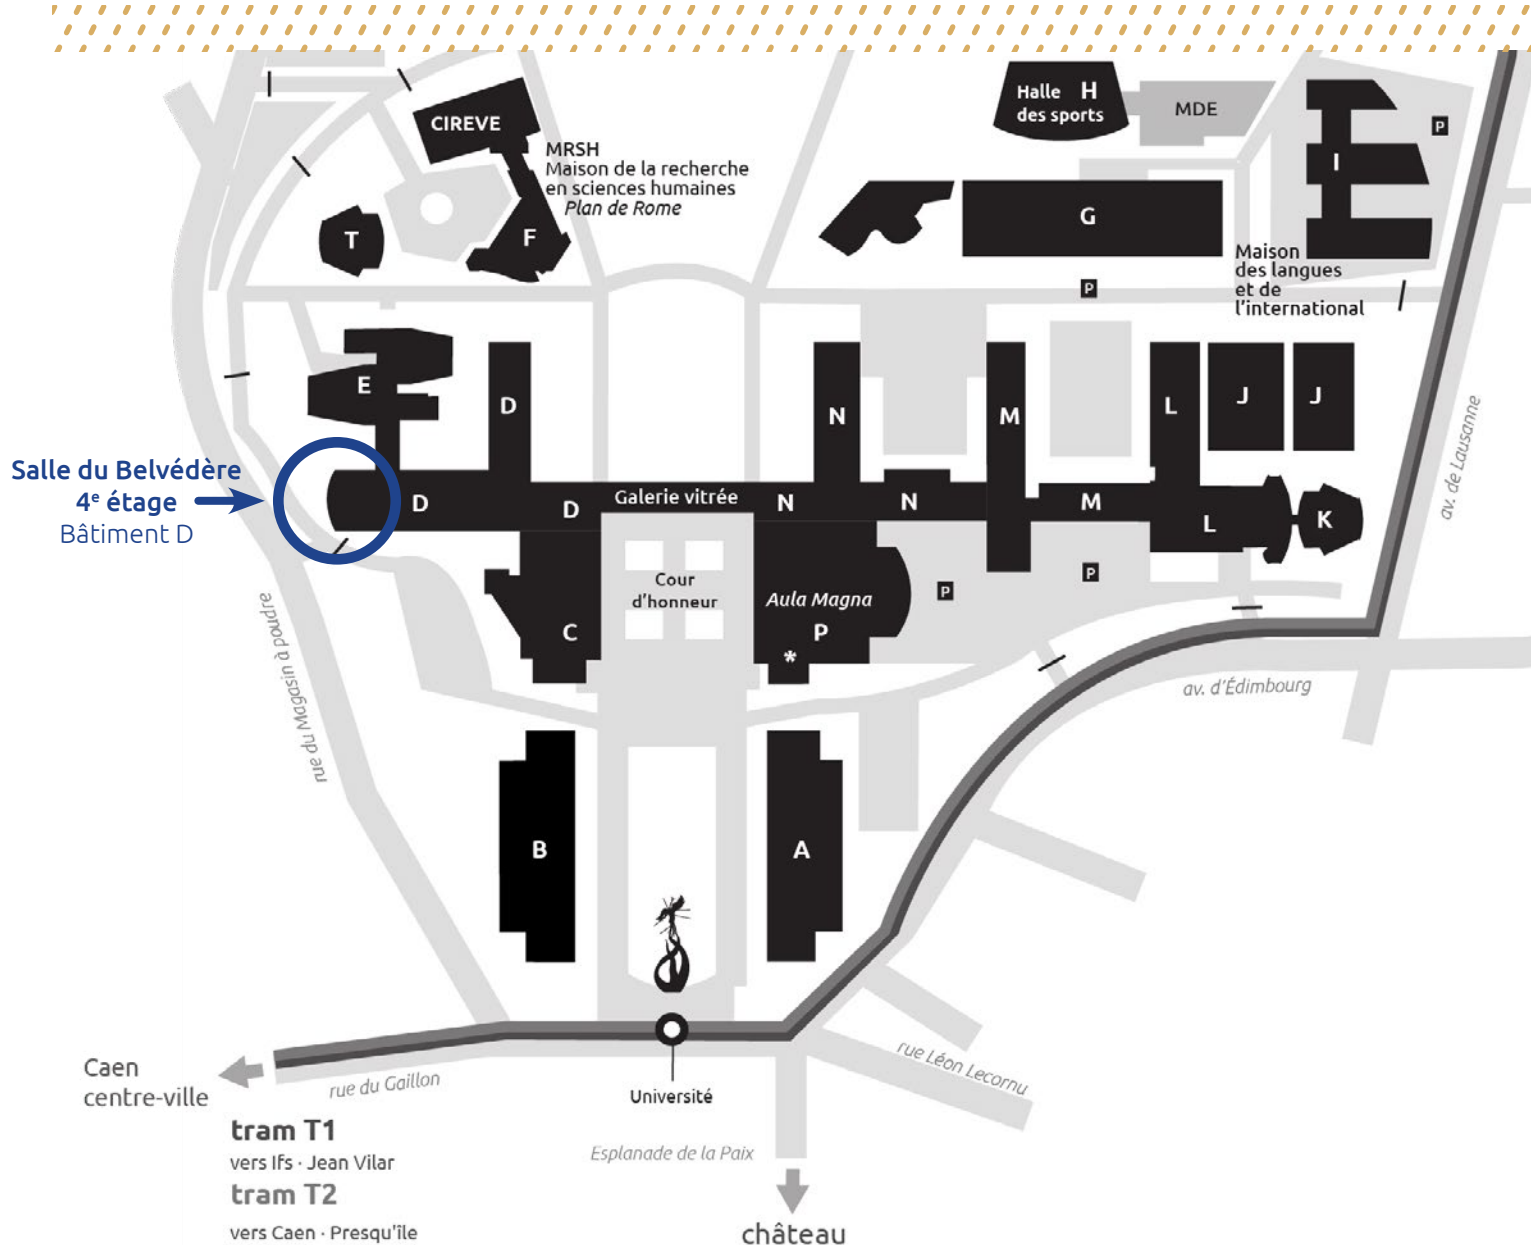 CIREVE
MRSH
Maison de la recherche
en sciences humaines
Plan de Rome
Halle H
des sports
MDE
P
I
T
F
G
P
Maison
des langues
et de
l'international
E
D
N
M
L
J
J
av. de Lausanne
Salle du Belvédère
4e étage
Bâtiment D
D
D
Galerie vitrée
N
N
M
L
K
Cour
d'honneur
Aula Magna
P
*
P
P
C
rue du Magasin à poudre
av. d'Édimbourg
B
A
Caen
centre-ville
rue du Gaillon
Université
rue Léon Lecornu
tram T1
vers Ifs · Jean Vilar
tram T2
vers Caen · Presqu'île
Esplanade de la Paix
château